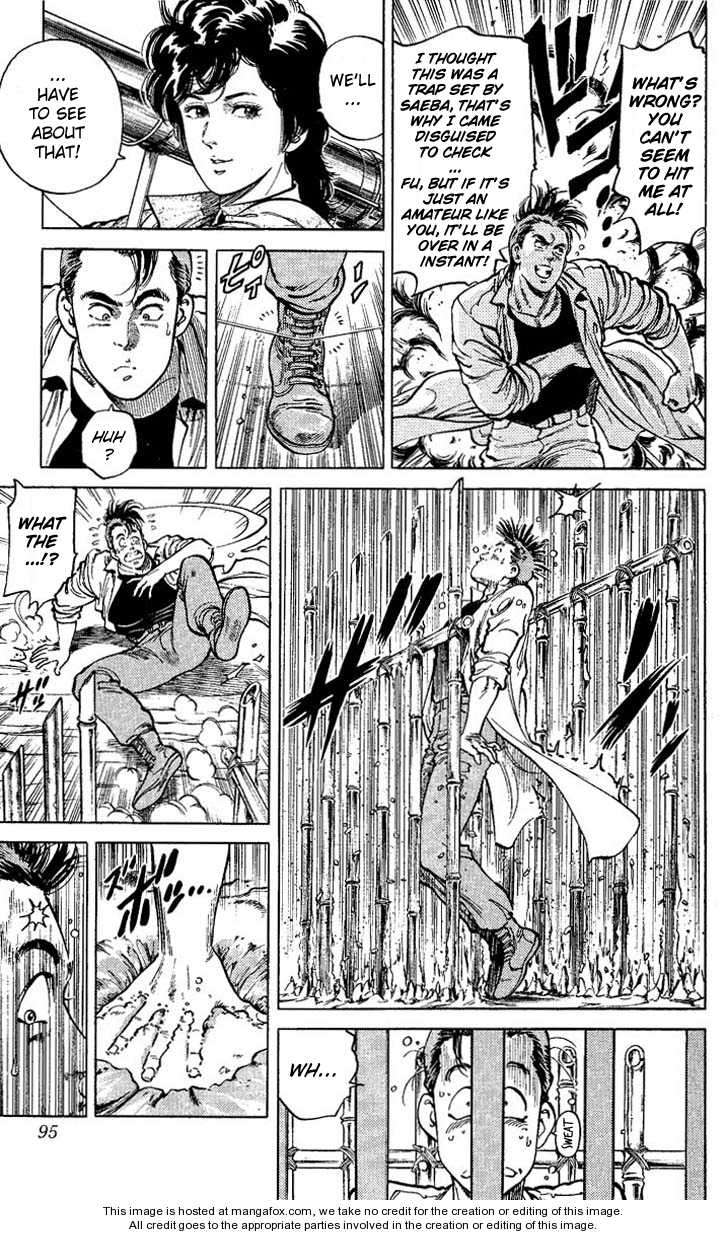 WHAT'S
WRONG?
YOU
CAN'T
SEEM
TO HIT
ME AT
ALL!
I THOUGHT
THIS WAS A
TRAP SET BY
SAEBA, THAT'S
WHY I CAME
DISGUISED
TO CHECK
...
FU, BUT IF IT'S
JUST AN
AMATEUR LIKE
YOU, IT'LL BE
OVER IN A
INSTANT!
WE'LL
...
...
HAVE
TO SEE
ABOUT
THAT!
HUH
?
WHAT
THE
...!?
WH...
SWEAT
95
This image is hosted at mangafox.com, we take no credit for the creation or editing of this image.
All credit goes to the appropriate parties involved in the creation or editing of this image.